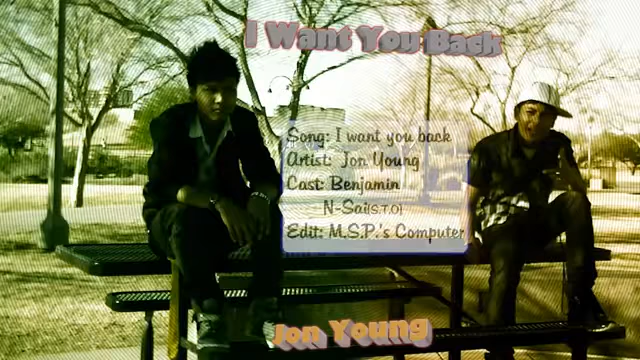 I Want You Back
Song: I want you back
Artist: Jon Young
Cast: Benjamin
N-Sai(S.T.O)
Edit: M.S.P.'s Computer
Jon Young